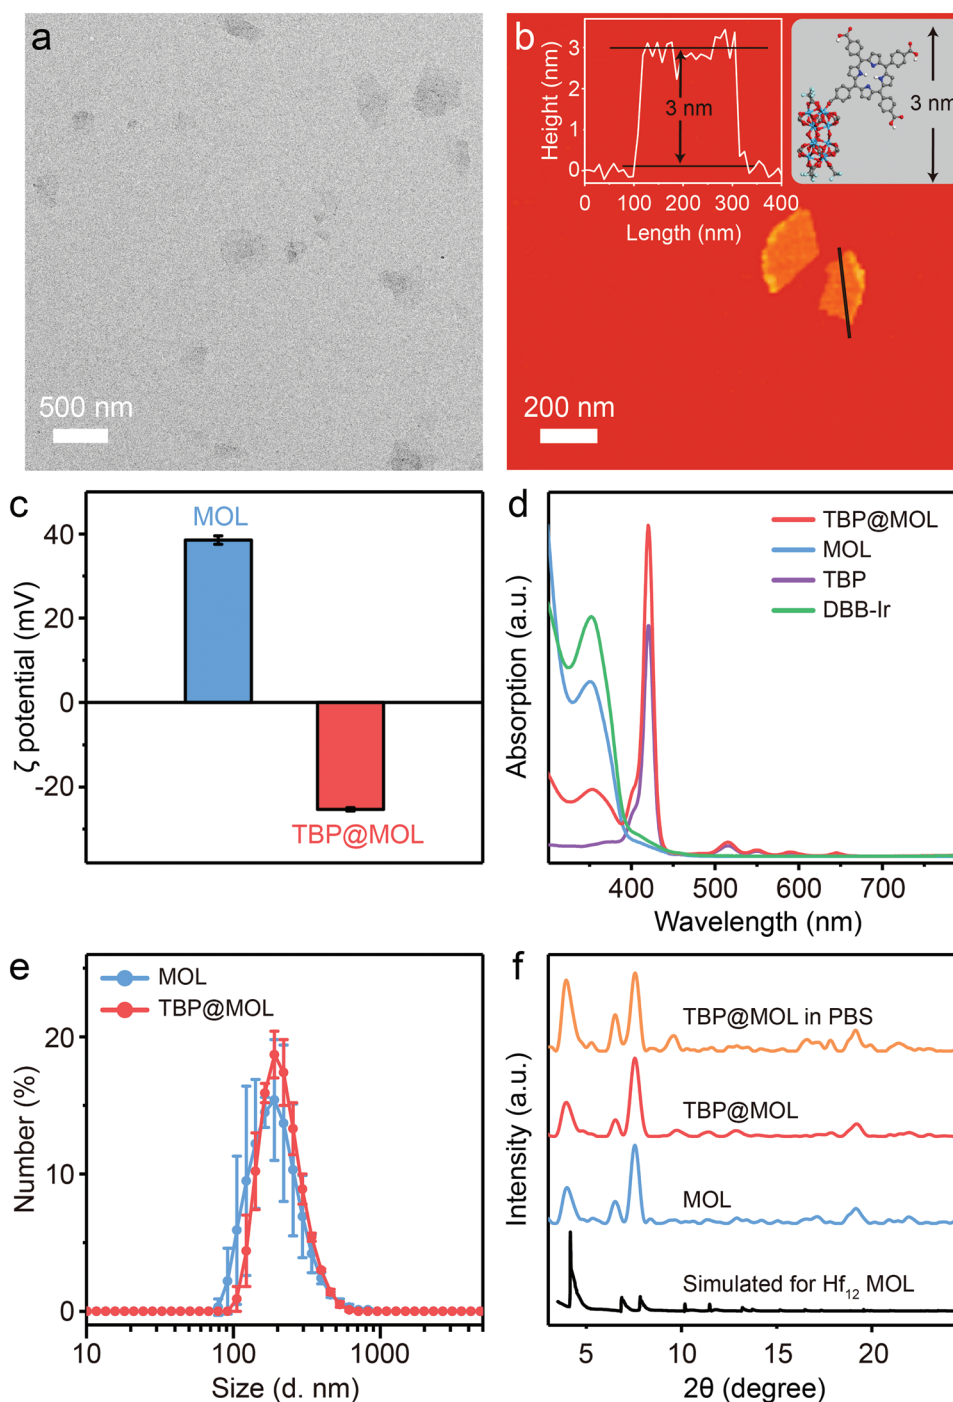 a
500 nm
b
Height (nm)
3
2
1
0
3 nm
0 100 200 300 400
Length (nm)
3 nm
200 nm
c
ζ potential (mV)
40
20
0
-20
MOL
TBP@MOL
d
Absorption (a.u.)
TBP@MOL
MOL
TBP
DBB-Ir
400 500 600 700
Wavelength (nm)
e
Number (%)
20
10
0
MOL
TBP@MOL
10 100 1000
Size (d. nm)
f
Intensity (a.u.)
TBP@MOL in PBS
TBP@MOL
MOL
Simulated for Hf₁₂ MOL
5 10 15 20
2θ (degree)